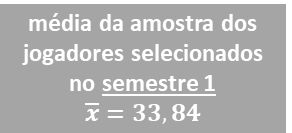 média da amostra dos
jogadores selecionados
no semestre 1
x̅ = 33,84